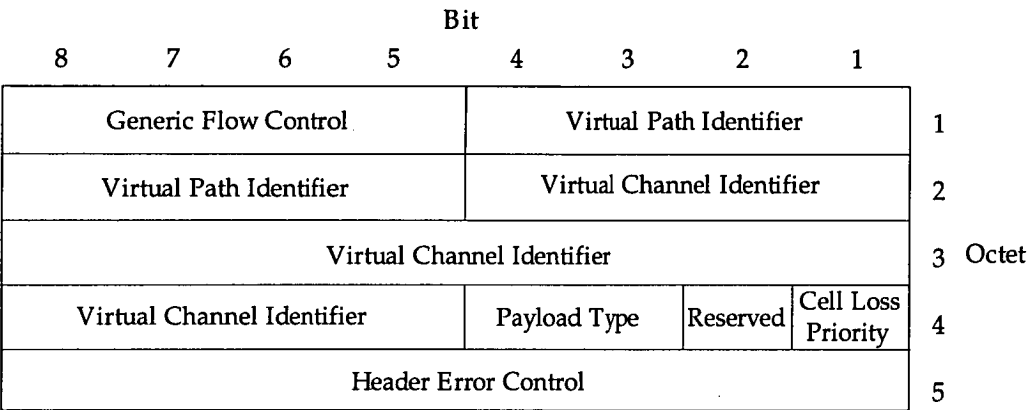 Bit
8 7 6 5 4 3 2 1
Generic Flow Control Virtual Path Identifier 1
Virtual Path Identifier Virtual Channel Identifier 2
Virtual Channel Identifier 3 Octet
Virtual Channel Identifier Payload Type Reserved Cell Loss
Priority 4
Header Error Control 5